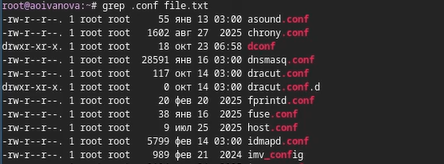 root@aoivanova:~# grep .conf file.txt
-rw-r--r--. 1 root root 55 янв 13 03:00 asound.conf
-rw-r--r--. 1 root root 1602 авг 27 2025 chrony.conf
drwxr-xr-x. 1 root root 18 окт 23 06:58 dconf
-rw-r--r--. 1 root root 28591 янв 16 03:00 dnsmasq.conf
-rw-r--r--. 1 root root 117 окт 14 03:00 dracut.conf
drwxr-xr-x. 1 root root 0 окт 14 03:00 dracut.conf.d
-rw-r--r--. 1 root root 20 фев 20 2025 fprintd.conf
-rw-r--r--. 1 root root 38 янв 16 2025 fuse.conf
-rw-r--r--. 1 root root 9 июл 25 2025 host.conf
-rw-r--r--. 1 root root 5799 фев 14 03:00 idmapd.conf
-rw-r--r--. 1 root root 989 фев 21 2024 imv_config